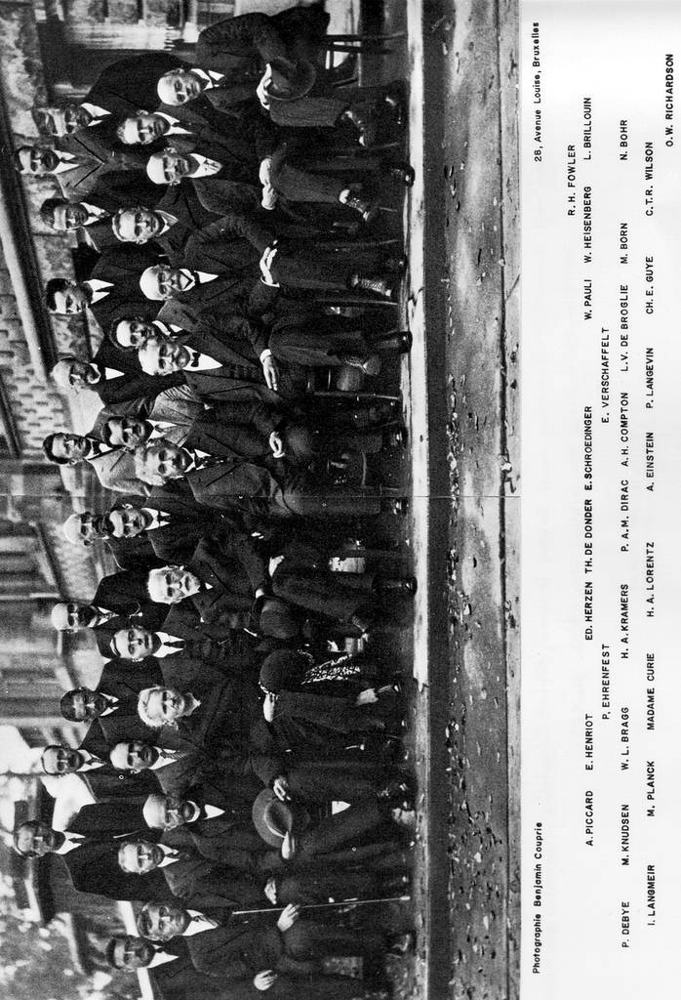 Photographie Benjamin Couprie 28, Avenue Louise, Bruxelles
R.H. FOWLER
A. PICCARD E. HENRIOT ED. HERZEN TH. DE DONDER E. SCHROEDINGER W. PAULI W. HEISENBERG L. BRILLOUIN
P. EHRENFEST E. VERSCHAFFELT
P. DEBYE M. KNUDSEN W.L. BRAGG H.A. KRAMERS P.A.M. DIRAC A.H. COMPTON L.V. DE BROGLIE M. BORN N. BOHR
I. LANGMEIR M. PLANCK MADAME CURIE H.A. LORENTZ A. EINSTEIN P. LANGEVIN CH.E. GUYE C.T.R. WILSON
O.W. RICHARDSON